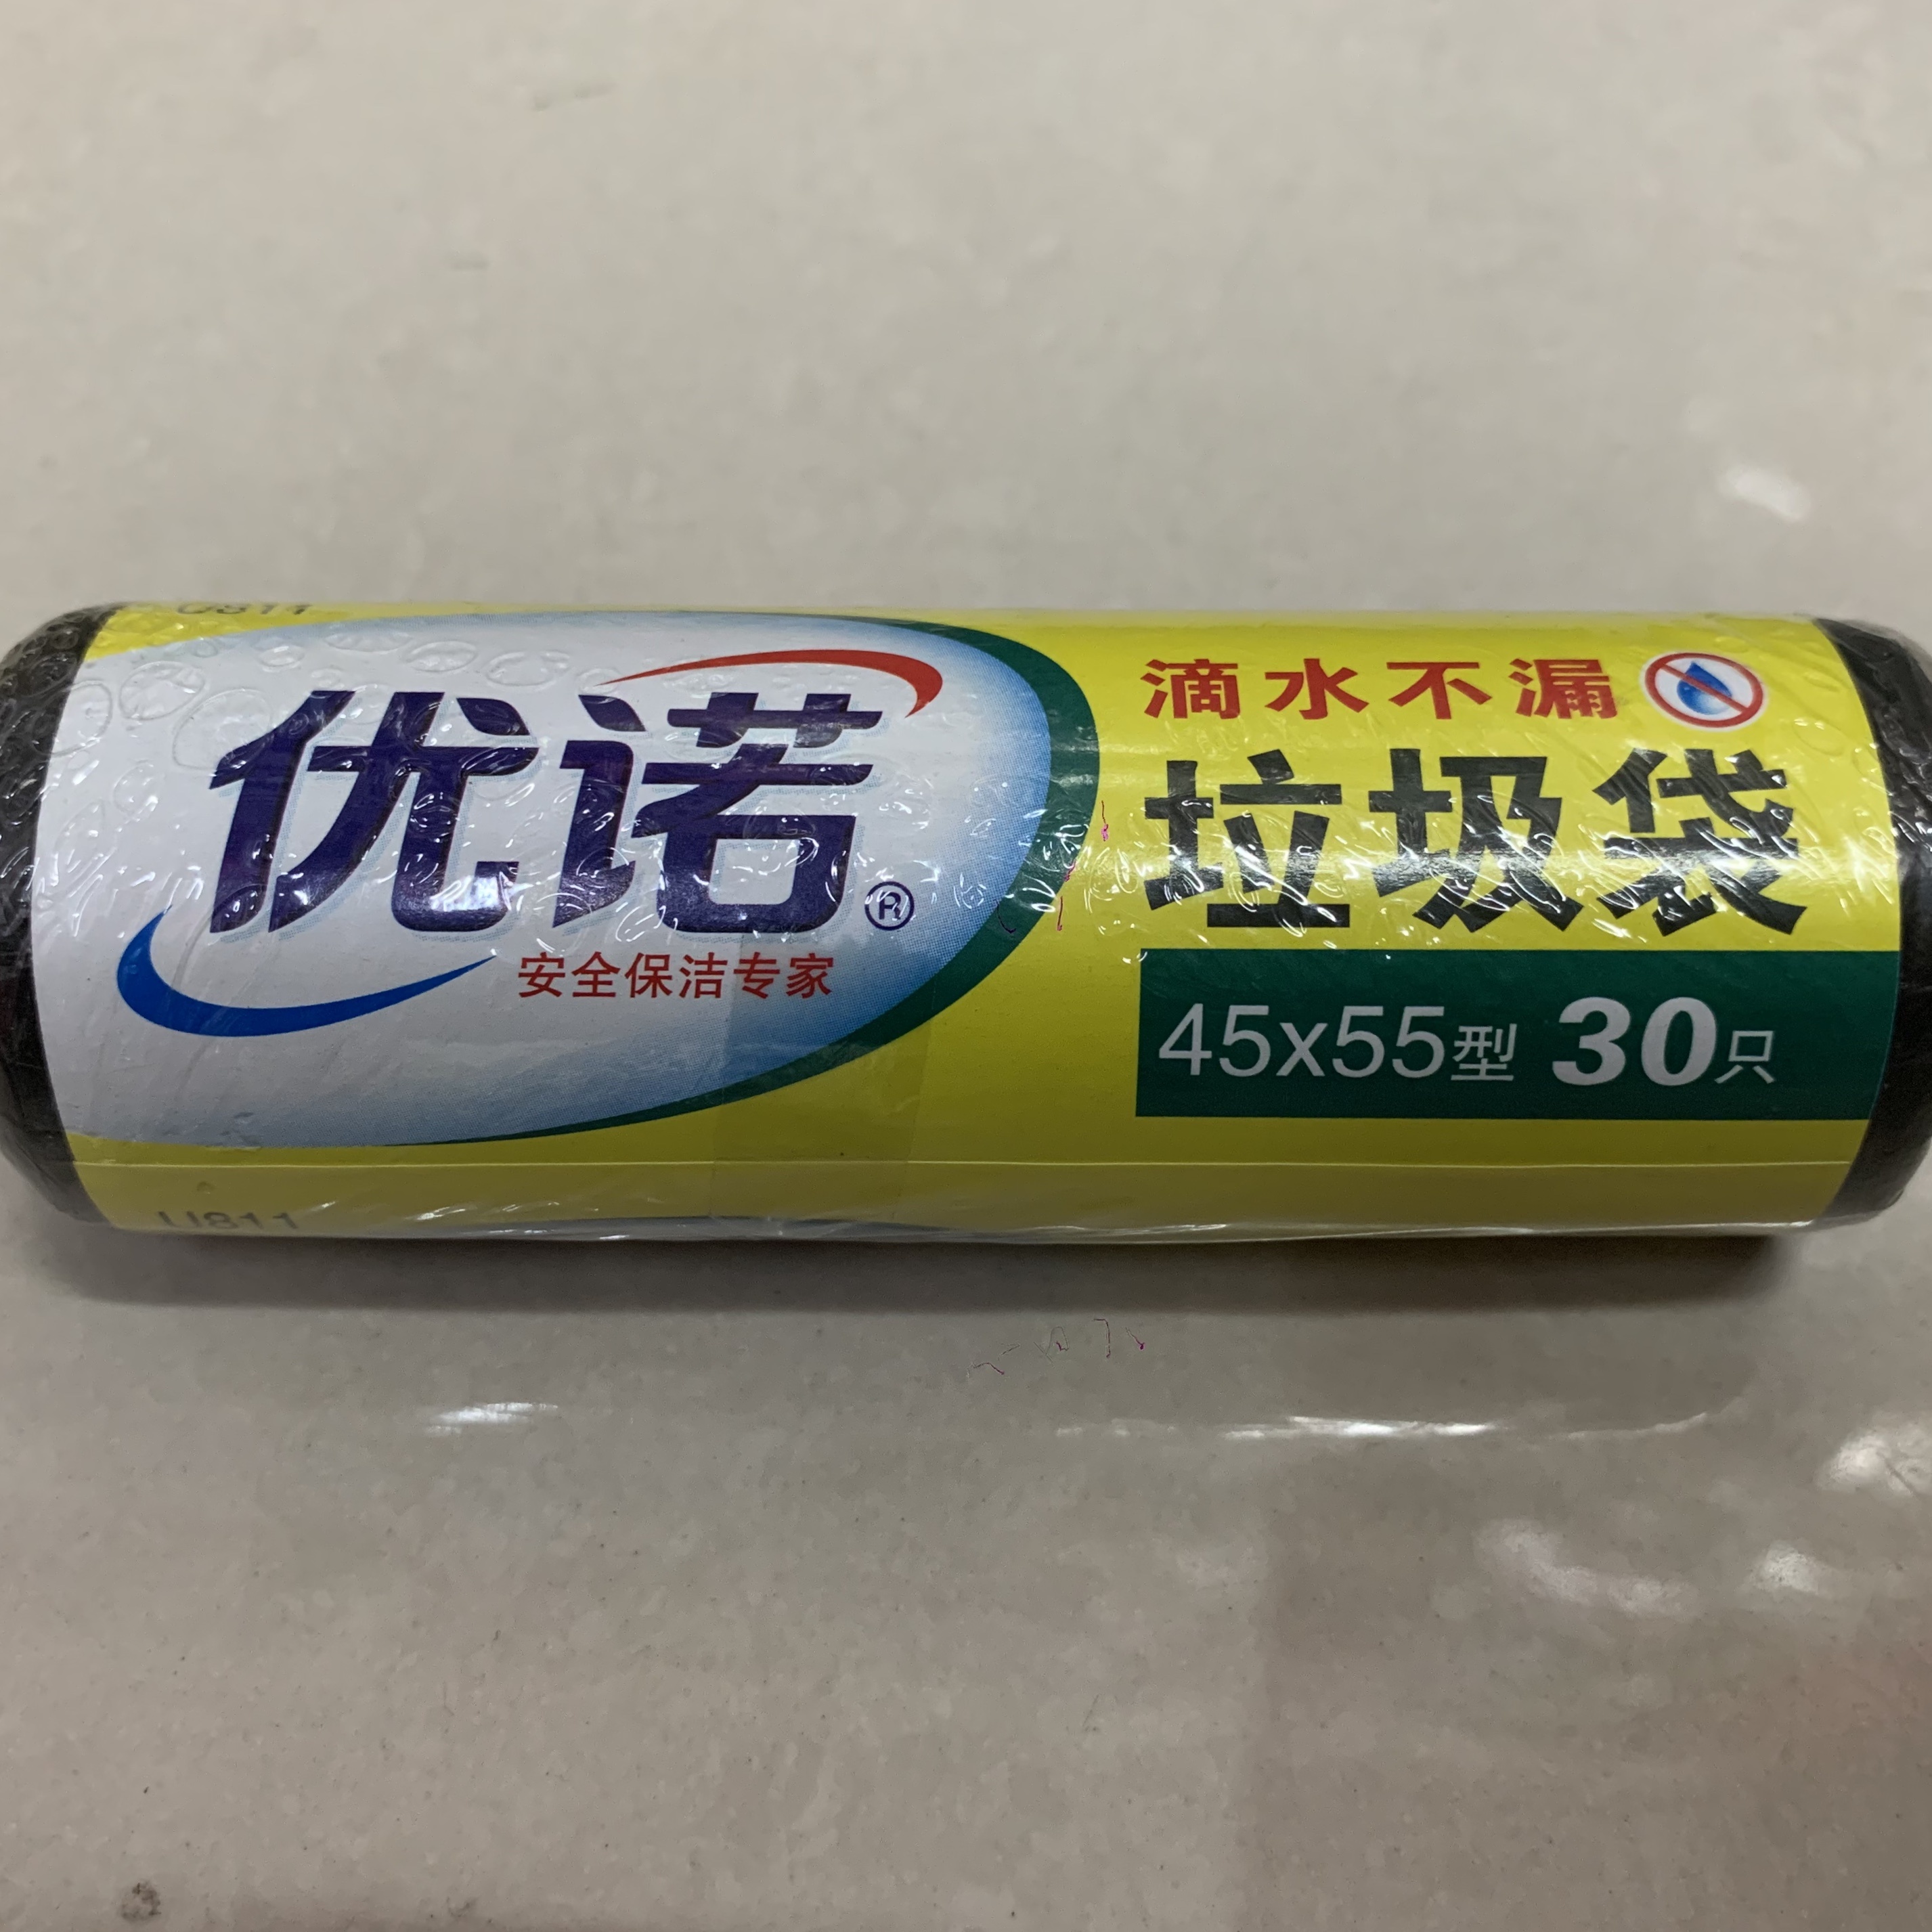 优诺®
安全保洁专家
滴水不漏
垃圾袋
45x55型 30只
U811